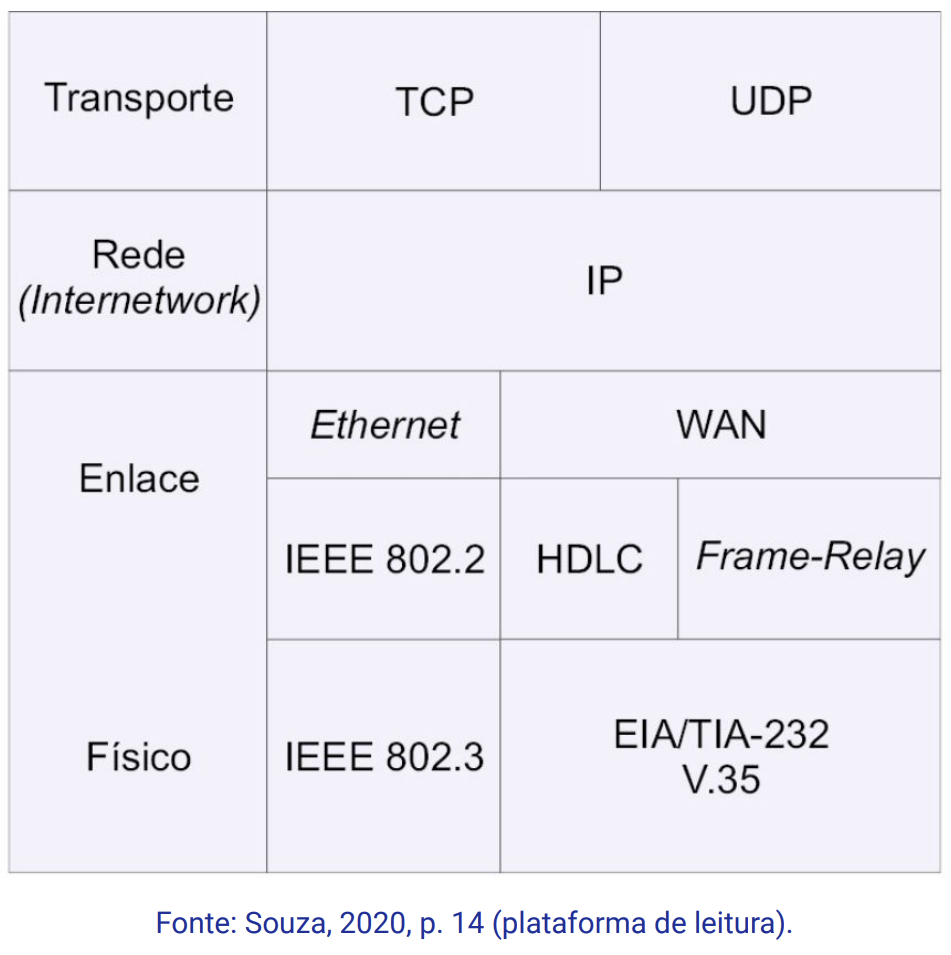 Transporte
TCP
UDP
Rede
(Internetwork)
IP
Enlace
Ethernet
WAN
IEEE 802.2
HDLC
Frame-Relay
Físico
IEEE 802.3
EIA/TIA-232
V.35
Fonte: Souza, 2020, p. 14 (plataforma de leitura).